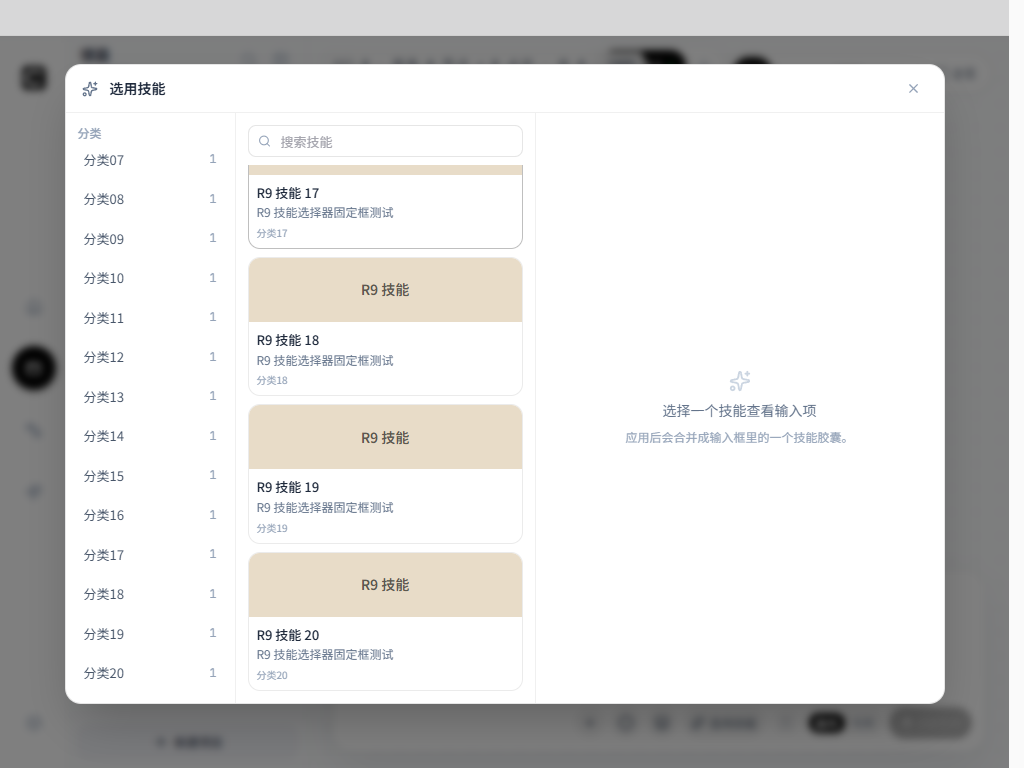 选用技能
分类
分类07 1
分类08 1
分类09 1
分类10 1
分类11 1
分类12 1
分类13 1
分类14 1
分类15 1
分类16 1
分类17 1
分类18 1
分类19 1
分类20 1
搜索技能
R9 技能 17
R9 技能选择器固定框测试
分类17
R9 技能
R9 技能 18
R9 技能选择器固定框测试
分类18
R9 技能
R9 技能 19
R9 技能选择器固定框测试
分类19
R9 技能
R9 技能 20
R9 技能选择器固定框测试
分类20
选择一个技能查看输入项
应用后会合并成输入框里的一个技能胶囊。